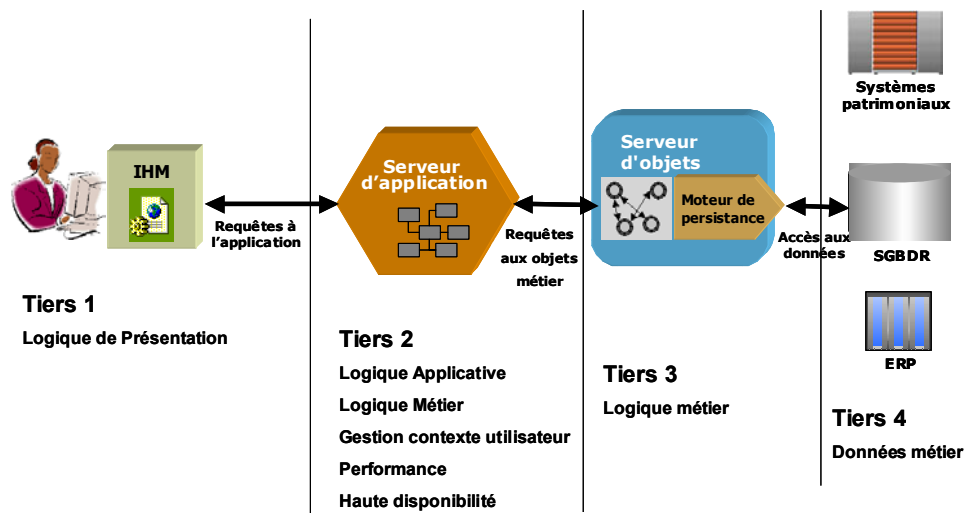 IHM
Requêtes à
l'application
Tiers 1
Logique de Présentation
Serveur
d'application
Requêtes
aux objets
métier
Tiers 2
Logique Applicative
Logique Métier
Gestion contexte utilisateur
Performance
Haute disponibilité
Serveur
d'objets
Moteur de
persistance
Accès aux
données
Tiers 3
Logique métier
Systèmes
patrimoniaux
SGBDR
ERP
Tiers 4
Données métier